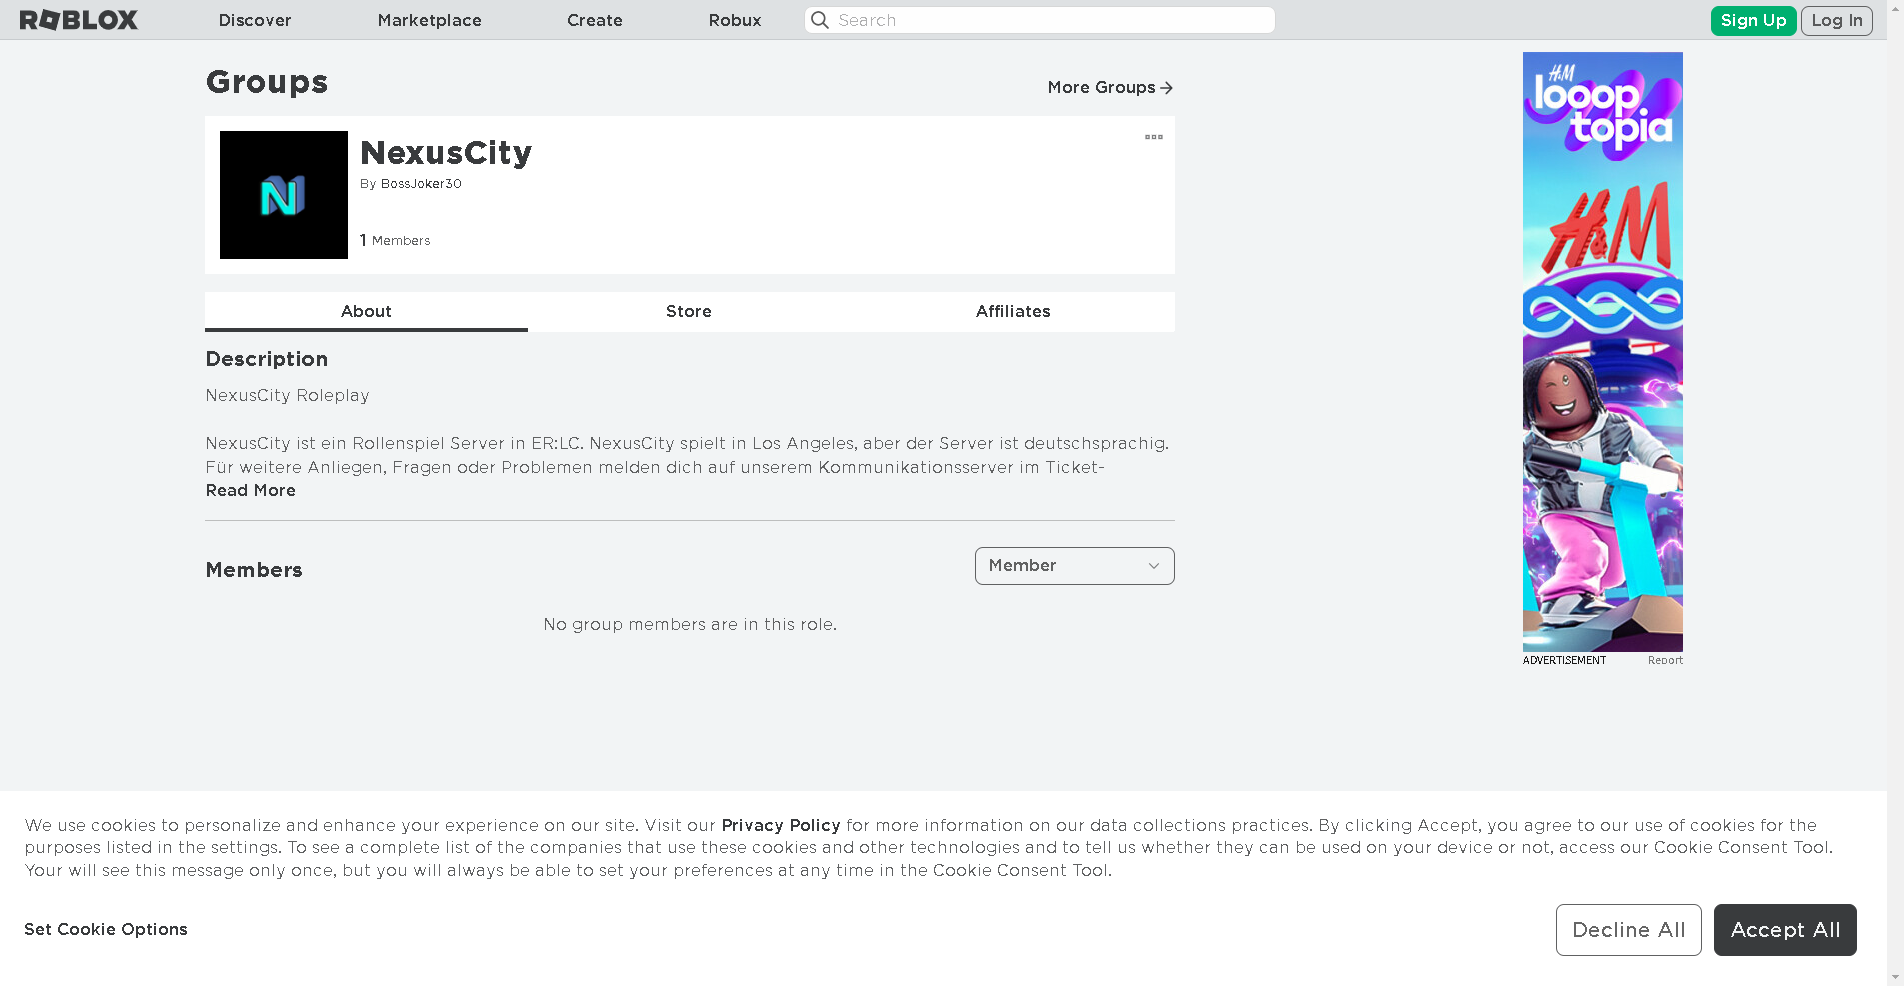 ROBLOX
Discover
Marketplace
Create
Robux
Search
Sign Up
Log In
Groups
More Groups
NexusCity
By BossJoker30
1 Members
About
Store
Affiliates
Description
NexusCity Roleplay
NexusCity ist ein Rollenspiel Server in ER:LC. NexusCity spielt in Los Angeles, aber der Server ist deutschsprachig.
Für weitere Anliegen, Fragen oder Problemen melden dich auf unserem Kommunikationsserver im Ticket-
Read More
Members
Member
No group members are in this role.
H&M
looop
topia
H&M
ADVERTISEMENT
Report
We use cookies to personalize and enhance your experience on our site. Visit our Privacy Policy for more information on our data collections practices. By clicking Accept, you agree to our use of cookies for the
purposes listed in the settings. To see a complete list of the companies that use these cookies and other technologies and to tell us whether they can be used on your device or not, access our Cookie Consent Tool.
Your will see this message only once, but you will always be able to set your preferences at any time in the Cookie Consent Tool.
Set Cookie Options
Decline All
Accept All